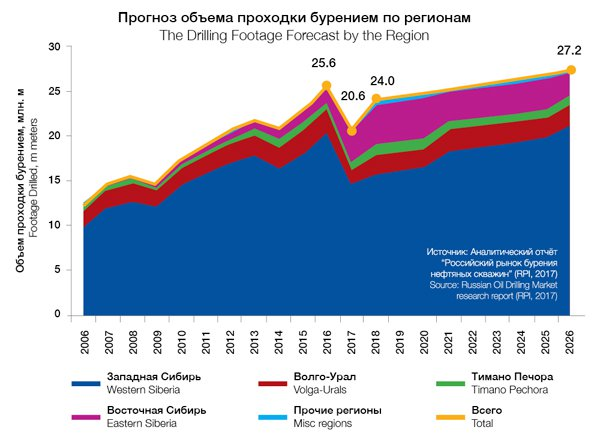 Прогноз объема проходки бурением по регионам
The Drilling Footage Forecast by the Region
Объем проходки бурением, млн. м
Footage Drilled, m meters
30
25
20
15
10
5
0
25.6
20.6
24.0
27.2
Источник: Аналитический отчёт
"Российский рынок бурения
нефтяных скважин" (RPI, 2017)
Source: Russian Oil Drilling Market
research report (RPI, 2017)
2006 2007 2008 2009 2010 2011 2012 2013 2014 2015 2016 2017 2018 2019 2020 2021 2022 2023 2024 2025 2026
Западная Сибирь
Western Siberia
Волго-Урал
Volga-Urals
Тимано Печора
Timano Pechora
Восточная Сибирь
Eastern Siberia
Прочие регионы
Misc regions
Всего
Total